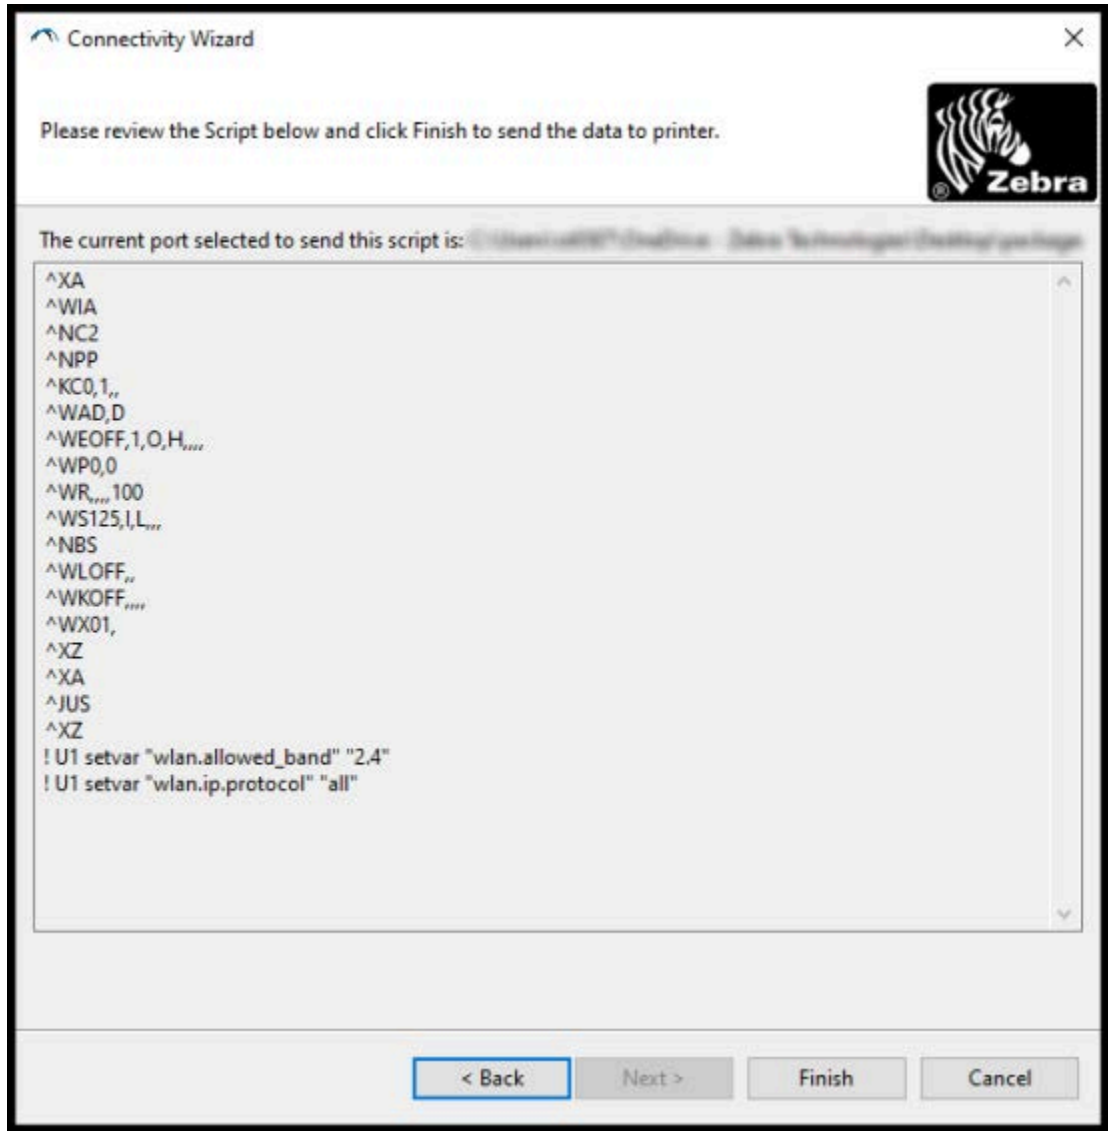 Connectivity Wizard
Please review the Script below and click Finish to send the data to printer.
® Zebra
The current port selected to send this script is:
^XA
^WIA
^NC2
^NPP
^KC0,1,,
^WAD,D
^WEOFF,1,O,H,,,,
^WP0,0
^WR,,,,100
^WS125,I,L,,,
^NBS
^WLOFF,,
^WKOFF,,,,
^WX01,
^XZ
^XA
^JUS
^XZ
! U1 setvar "wlan.allowed_band" "2.4"
! U1 setvar "wlan.ip.protocol" "all"
< Back Next > Finish Cancel